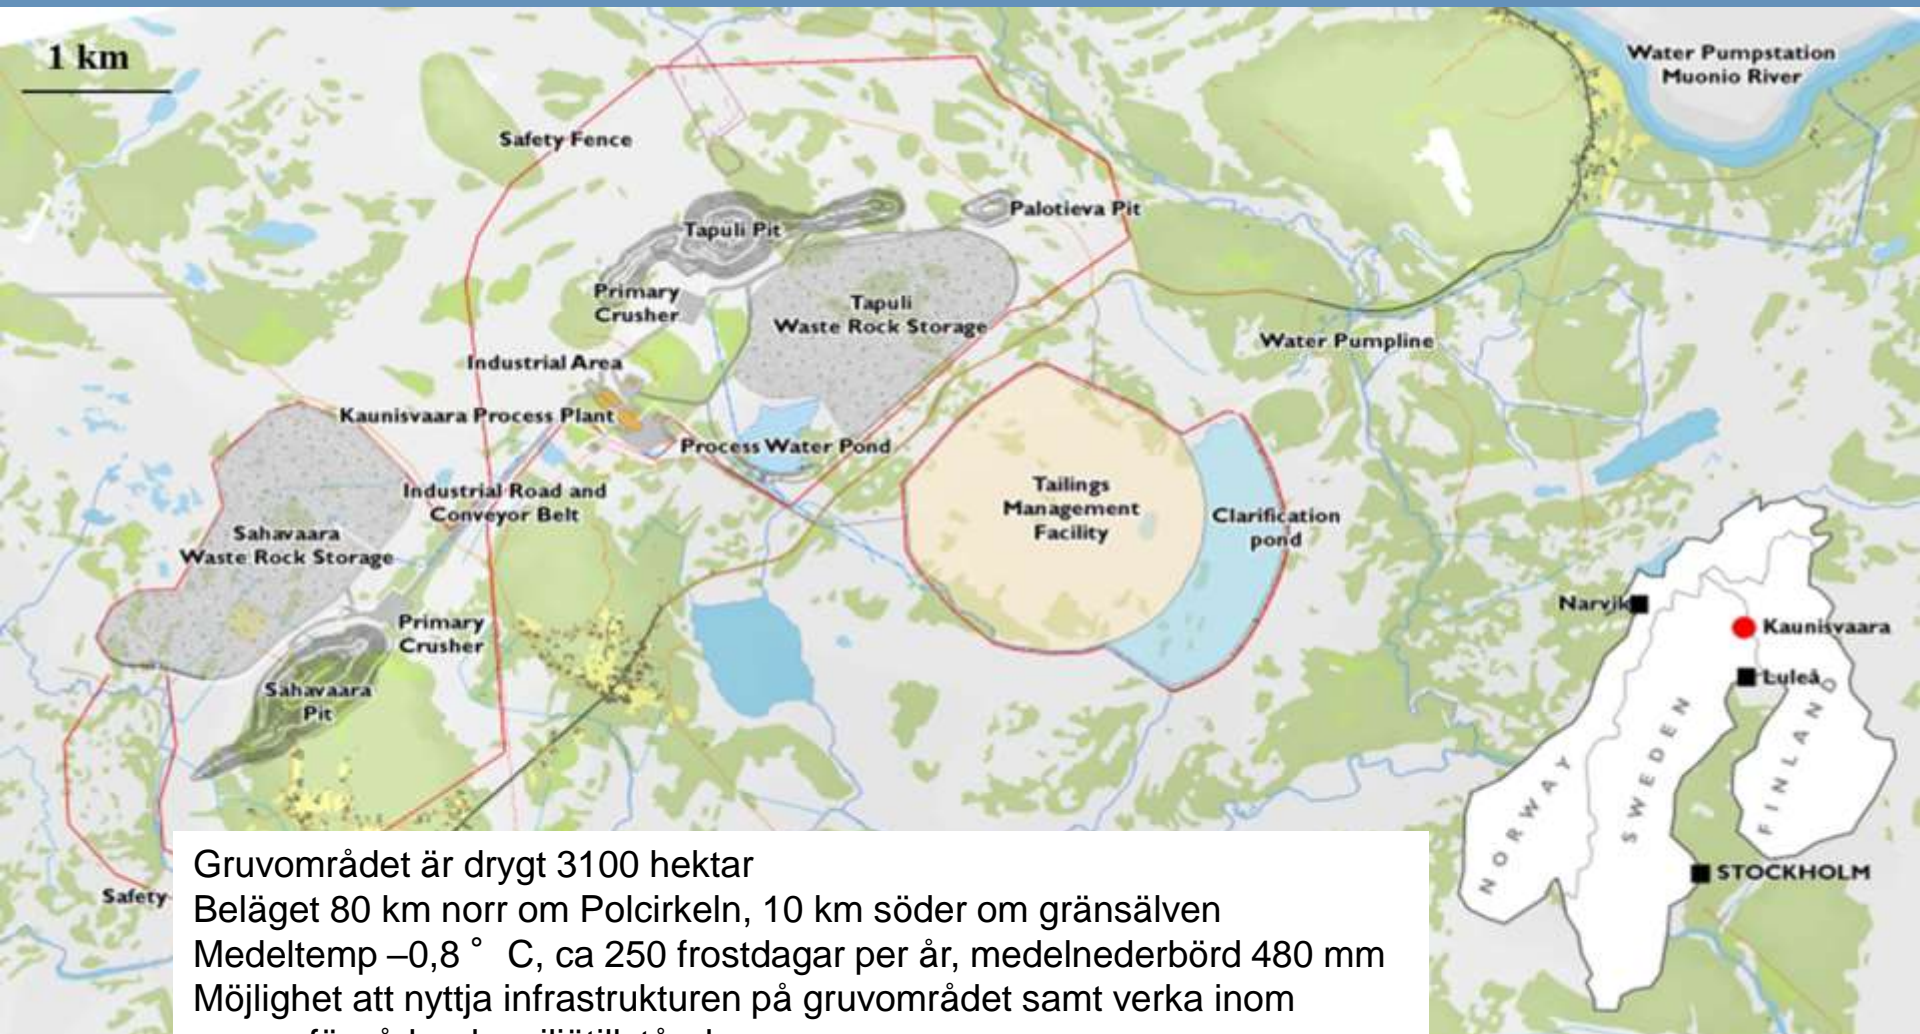 1 km
Water Pumpstation
Muonio River
Safety Fence
Palotieva Pit
Tapuli Pit
Primary
Crusher
Tapuli
Waste Rock Storage
Water Pumpline
Industrial Area
Kaunisvaara Process Plant
Process Water Pond
Industrial Road and
Conveyor Belt
Tailings
Management
Facility
Clarification
pond
Sahavaara
Waste Rock Storage
Primary
Crusher
Sahavaara
Pit
Narvik
Kaunisvaara
Luleå
NORWAY
SWEDEN
FINLAND
STOCKHOLM
Safety
Gruvområdet är drygt 3100 hektar
Beläget 80 km norr om Polcirkeln, 10 km söder om gränsälven
Medeltemp –0,8 ° C, ca 250 frostdagar per år, medelnederbörd 480 mm
Möjlighet att nyttja infrastrukturen på gruvområdet samt verka inom